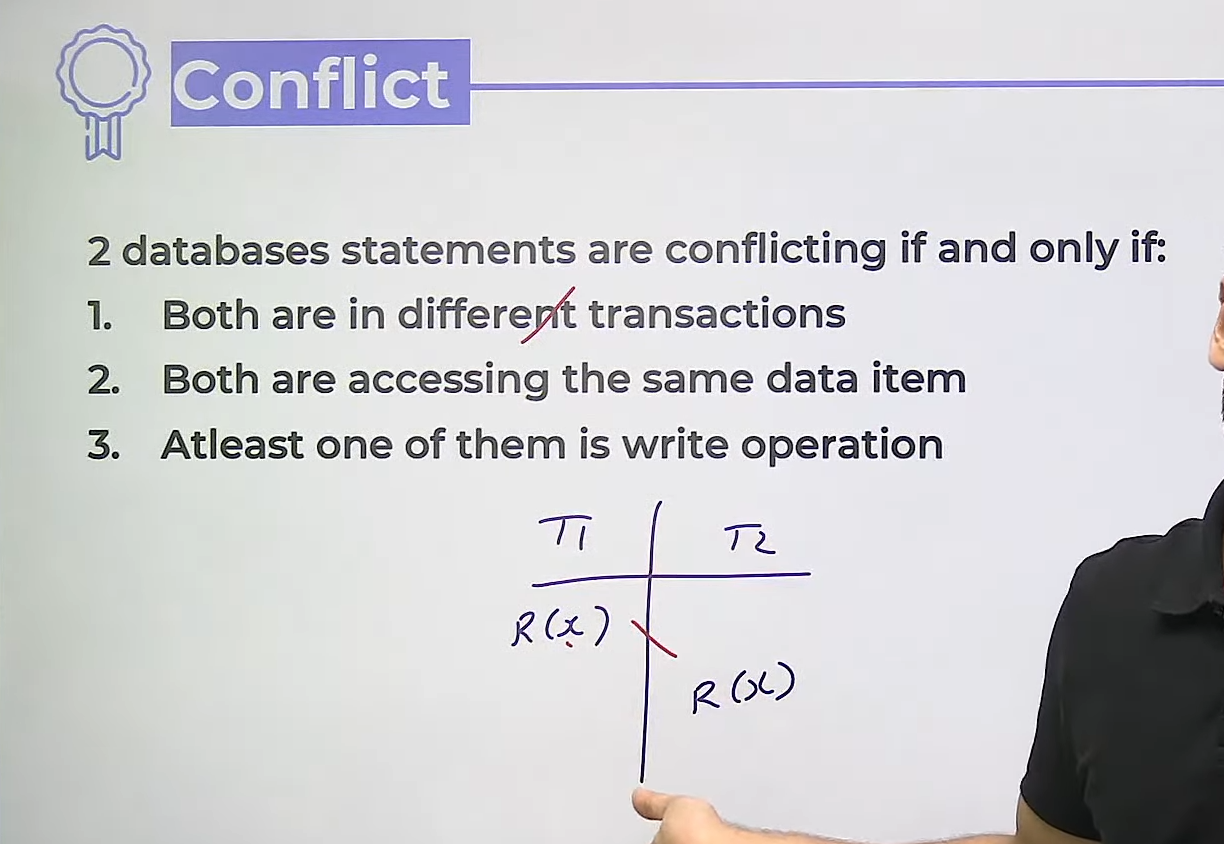 Conflict
2 databases statements are conflicting if and only if:
1. Both are in different transactions
2. Both are accessing the same data item
3. Atleast one of them is write operation
T1 T2
R(x)
R(x)